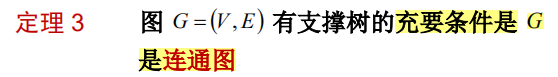 定理 3 图 G = (V, E) 有支撑树的充要条件是 G
是连通图